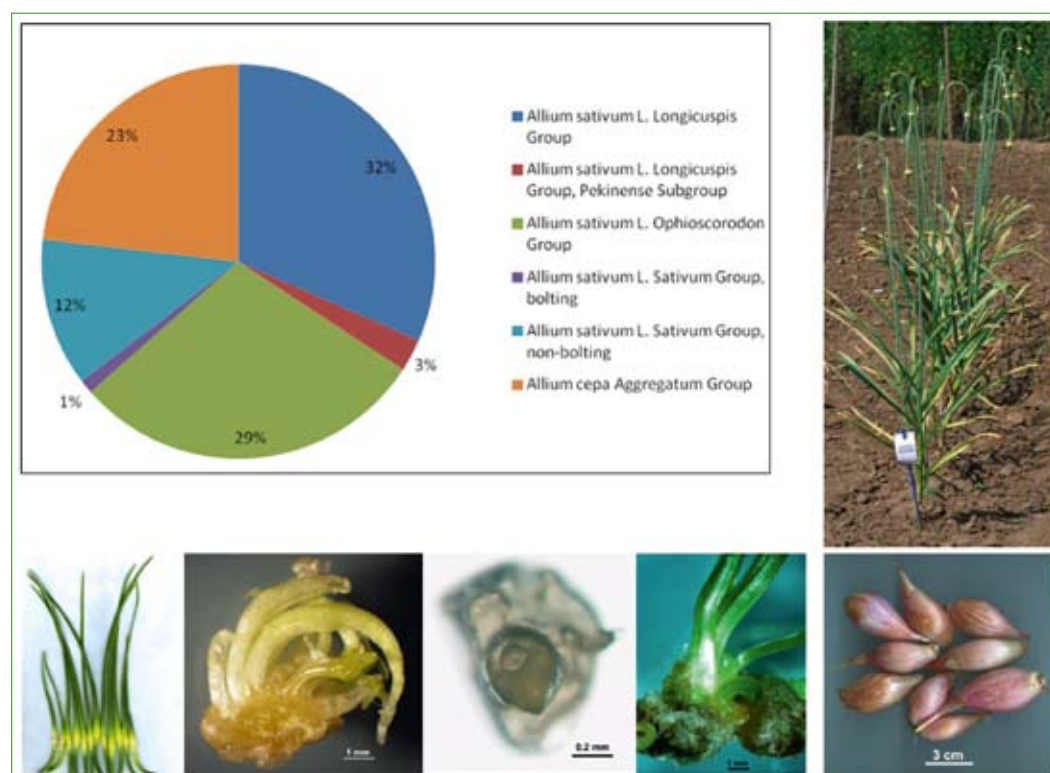 23%
32%
12%
3%
1%
29%
Allium sativum L. Longicuspis
Group
Allium sativum L. Longicuspis
Group, Pekinense Subgroup
Allium sativum L. Ophioscorodon
Group
Allium sativum L. Sativum Group,
bolting
Allium sativum L. Sativum Group,
non-bolting
Allium cepa Aggregatum Group
1 mm
0.2 mm
1 mm
3 cm